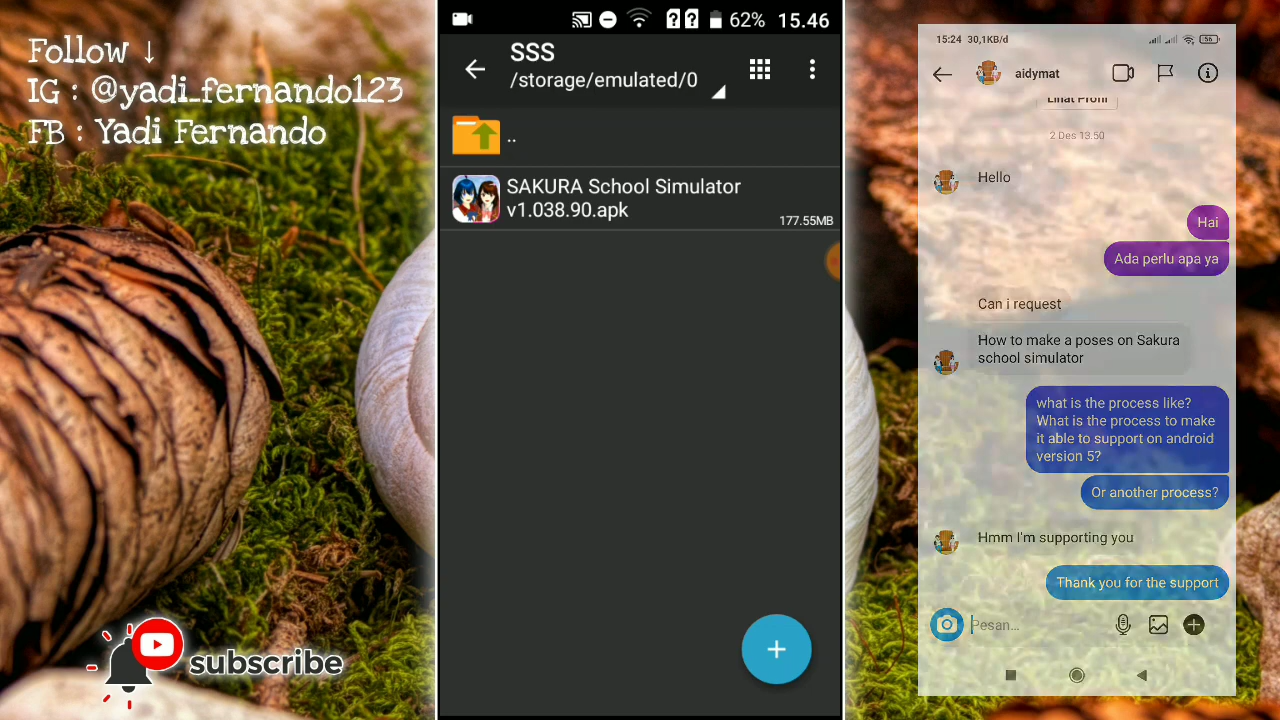 Follow ↓
IG : @yadi_fernando123
FB : Yadi Fernando
subscribe
62% 15.46
SSS
/storage/emulated/0
..
SAKURA School Simulator
v1.038.90.apk
177.55MB
15:24 30,1KB/d
56
aidymat
Lihat Profil
2 Des 13.50
Hello
Hai
Ada perlu apa ya
Can i request
How to make a poses on Sakura
school simulator
what is the process like?
What is the process to make
it able to support on android
version 5?
Or another process?
Hmm I'm supporting you
Thank you for the support
Pesan...